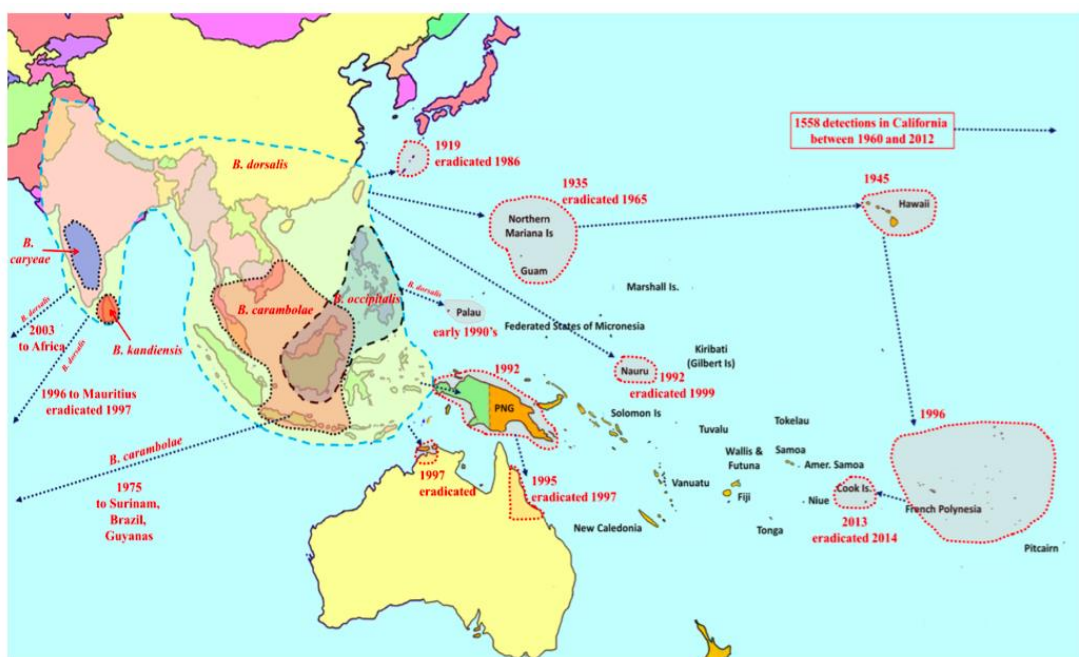 1558 detections in California
between 1960 and 2012
1919
eradicated 1986
B. dorsalis
1935
eradicated 1965
1945
Hawaii
Northern
Mariana Is
Guam
B.
caryeae
B. carambolae
B. occipitalis
B. dorsalis
Palau
early 1990's
Marshall Is.
Federated States of Micronesia
Kiribati
(Gilbert Is)
B. dorsalis
2003
to Africa
B. kandiensis
B. dorsalis
1996 to Mauritius
eradicated 1997
1992
PNG
Nauru
1992
eradicated 1999
1996
Solomon Is
Tuvalu
Tokelau
Wallis &
Futuna
Samoa
Amer. Samoa
B. carambolae
1975
to Surinam,
Brazil,
Guyanas
1997
eradicated
1995
eradicated 1997
Vanuatu
Fiji
Niue
Cook Is.
French Polynesia
New Caledonia
Tonga
2013
eradicated 2014
Pitcairn